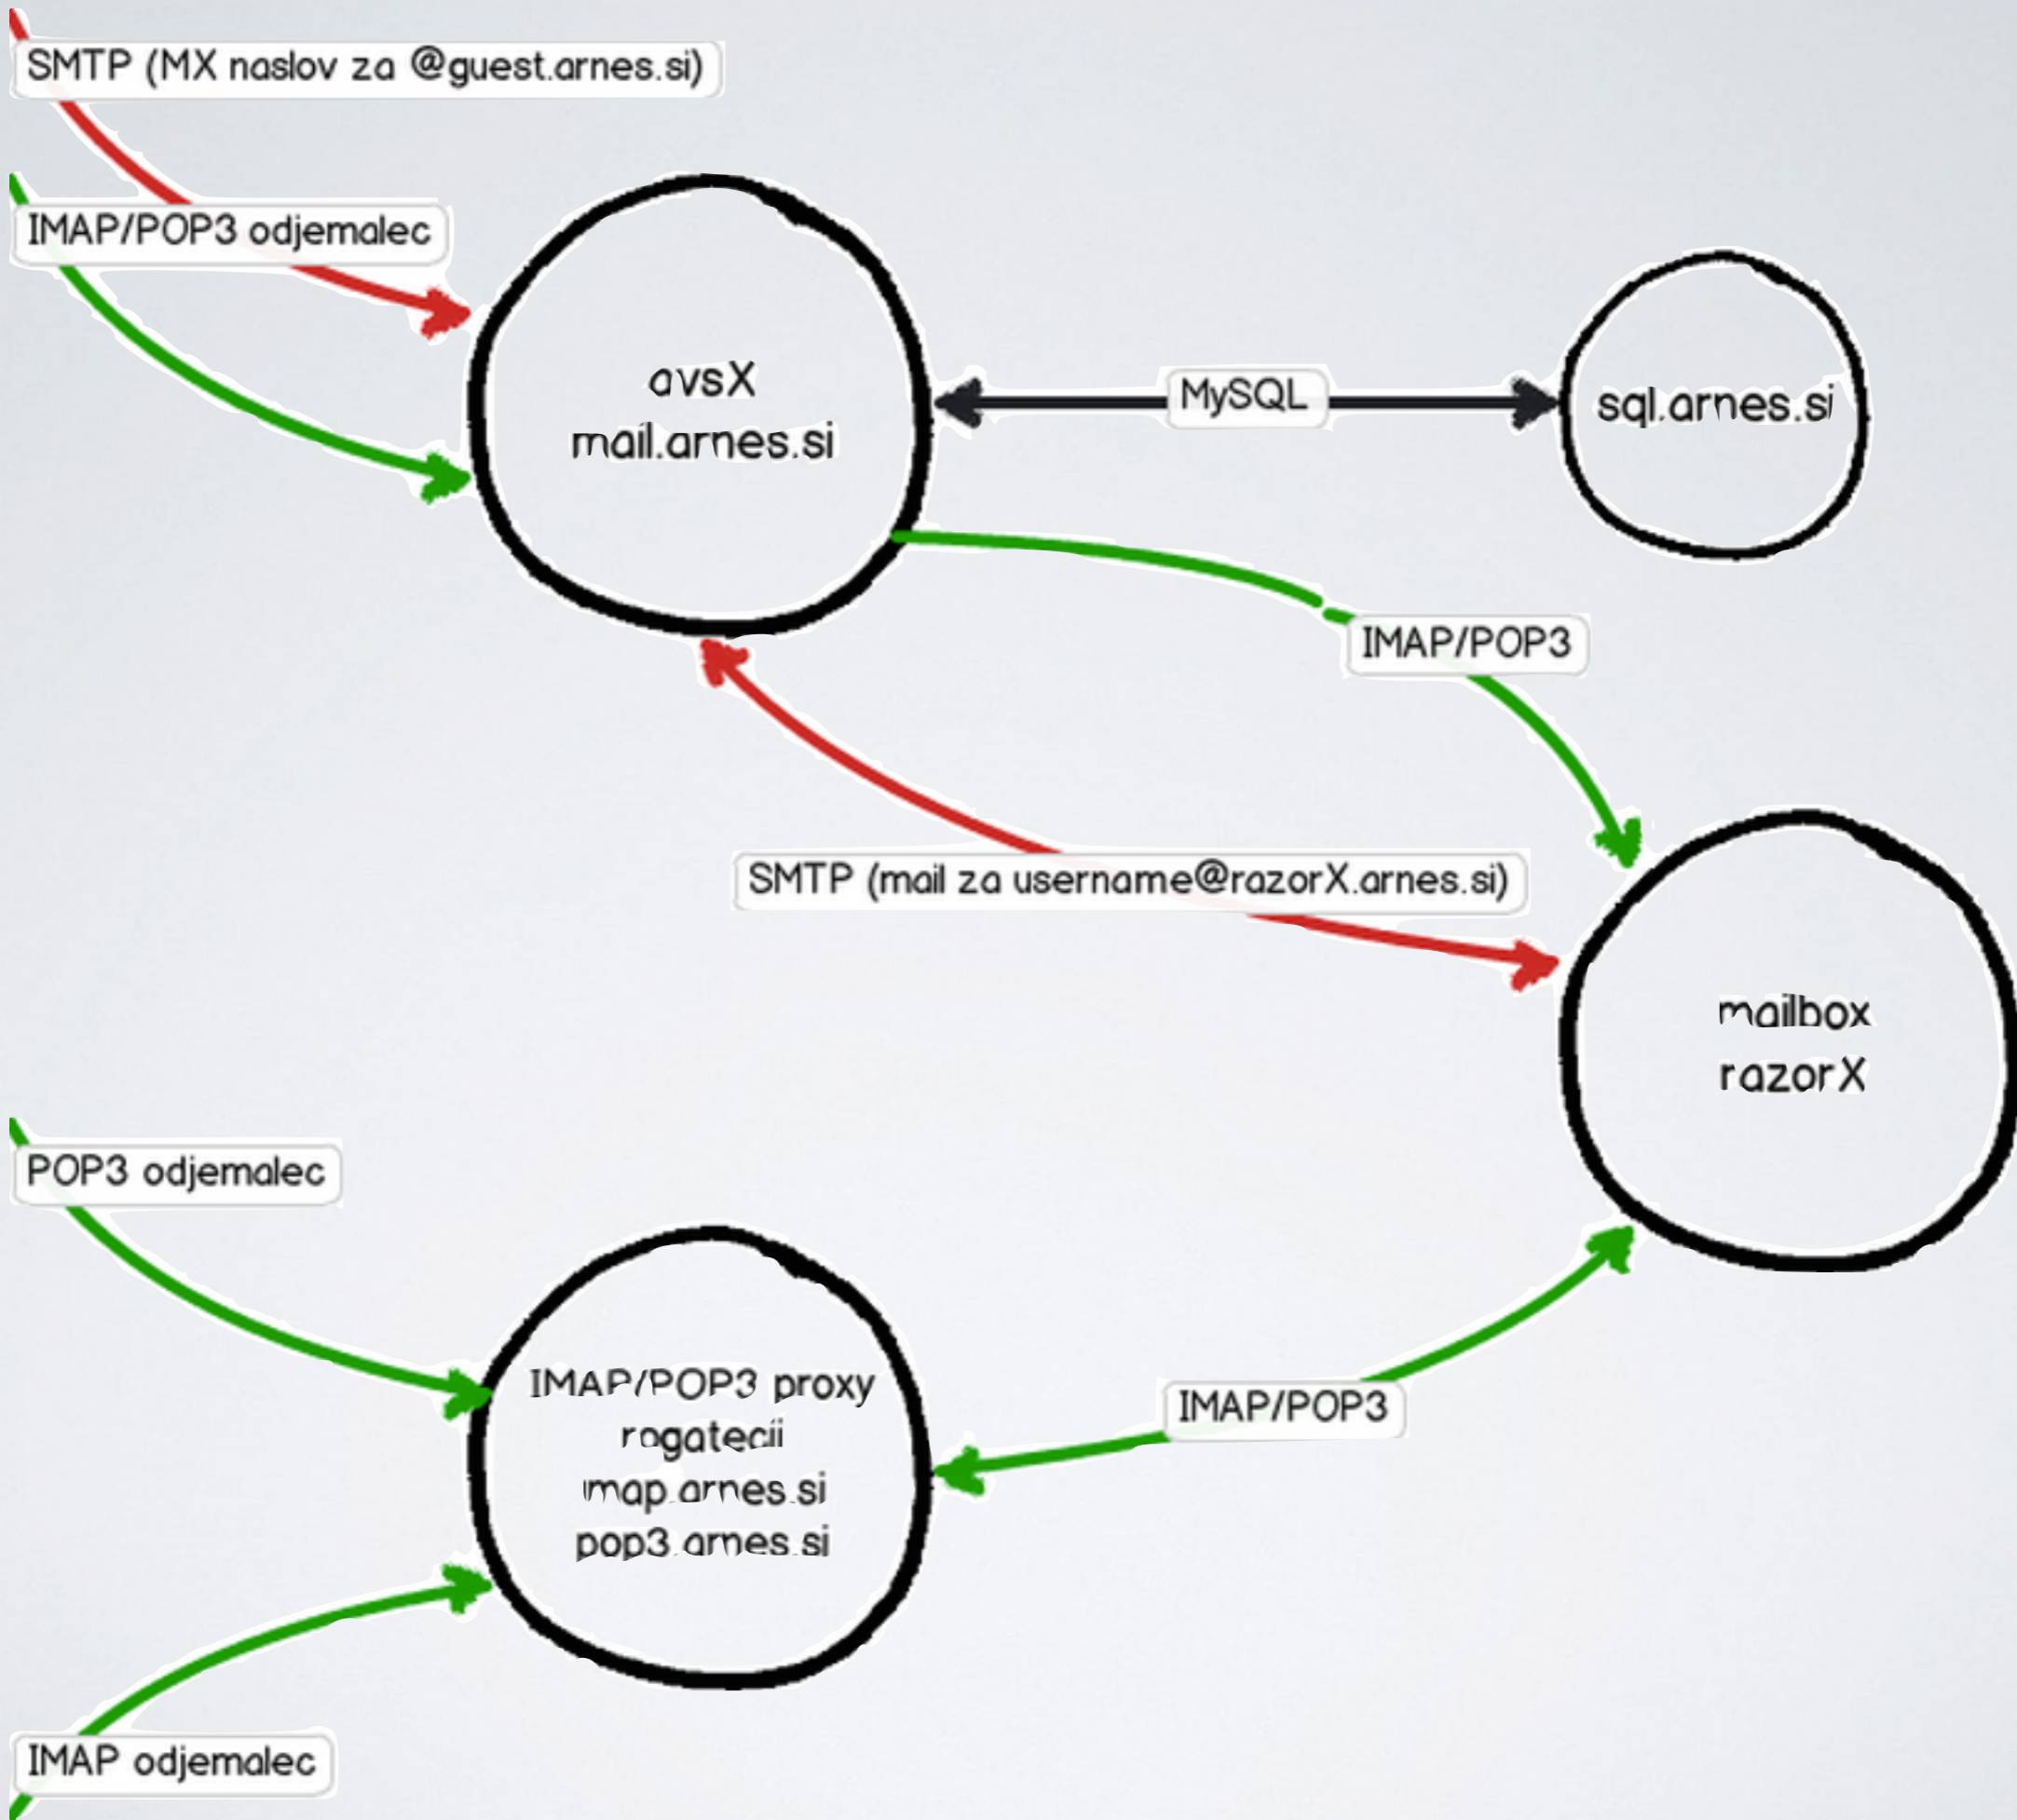 SMTP (MX naslov za @guest.arnes.si)
IMAP/POP3 odjemalec
avsX
mail.arnes.si
MySQL
sql.arnes.si
IMAP/POP3
SMTP (mail za username@razorX.arnes.si)
mailbox
razorX
POP3 odjemalec
IMAP/POP3 proxy
rogatecii
imap.arnes.si
pop3.arnes.si
IMAP/POP3
IMAP odjemalec